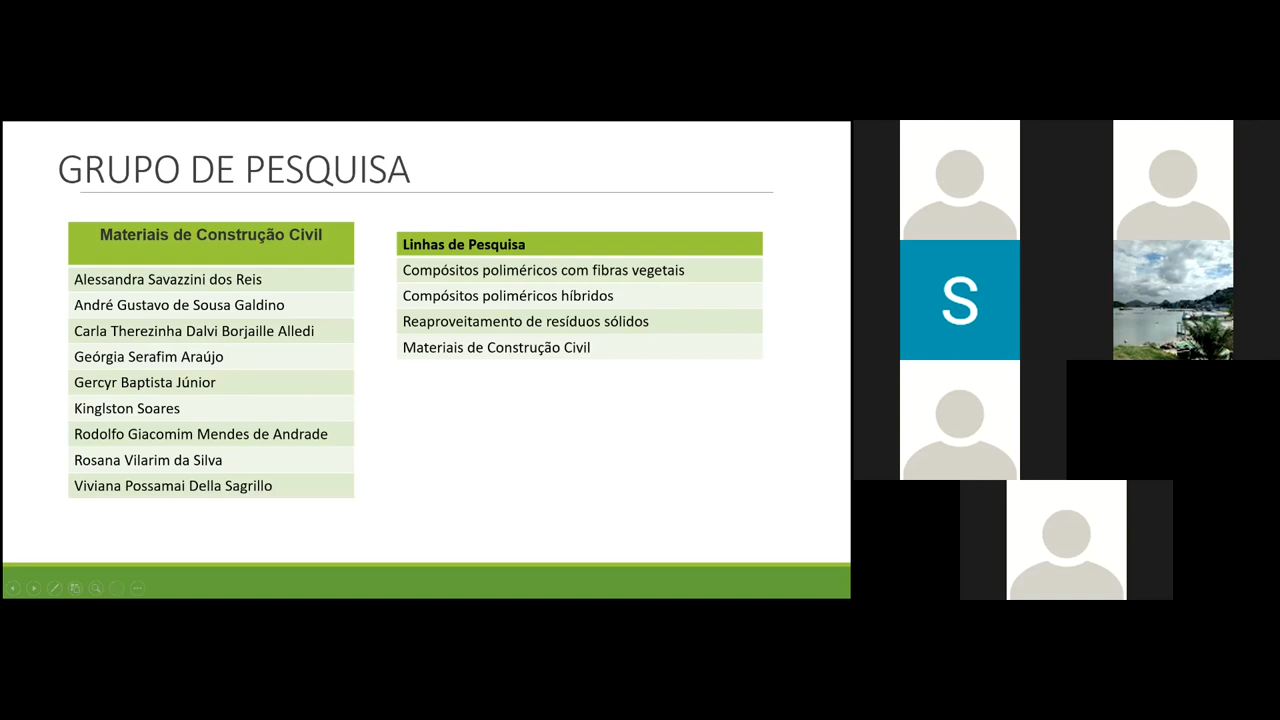 GRUPO DE PESQUISA
Materiais de Construção Civil
Alessandra Savazzini dos Reis
André Gustavo de Sousa Galdino
Carla Therezinha Dalvi Borjaille Alledi
Geórgia Serafim Araújo
Gercyr Baptista Júnior
Kinglston Soares
Rodolfo Giacomim Mendes de Andrade
Rosana Vilarim da Silva
Viviana Possamai Della Sagrillo
Linhas de Pesquisa
Compósitos poliméricos com fibras vegetais
Compósitos poliméricos híbridos
Reaproveitamento de resíduos sólidos
Materiais de Construção Civil
S